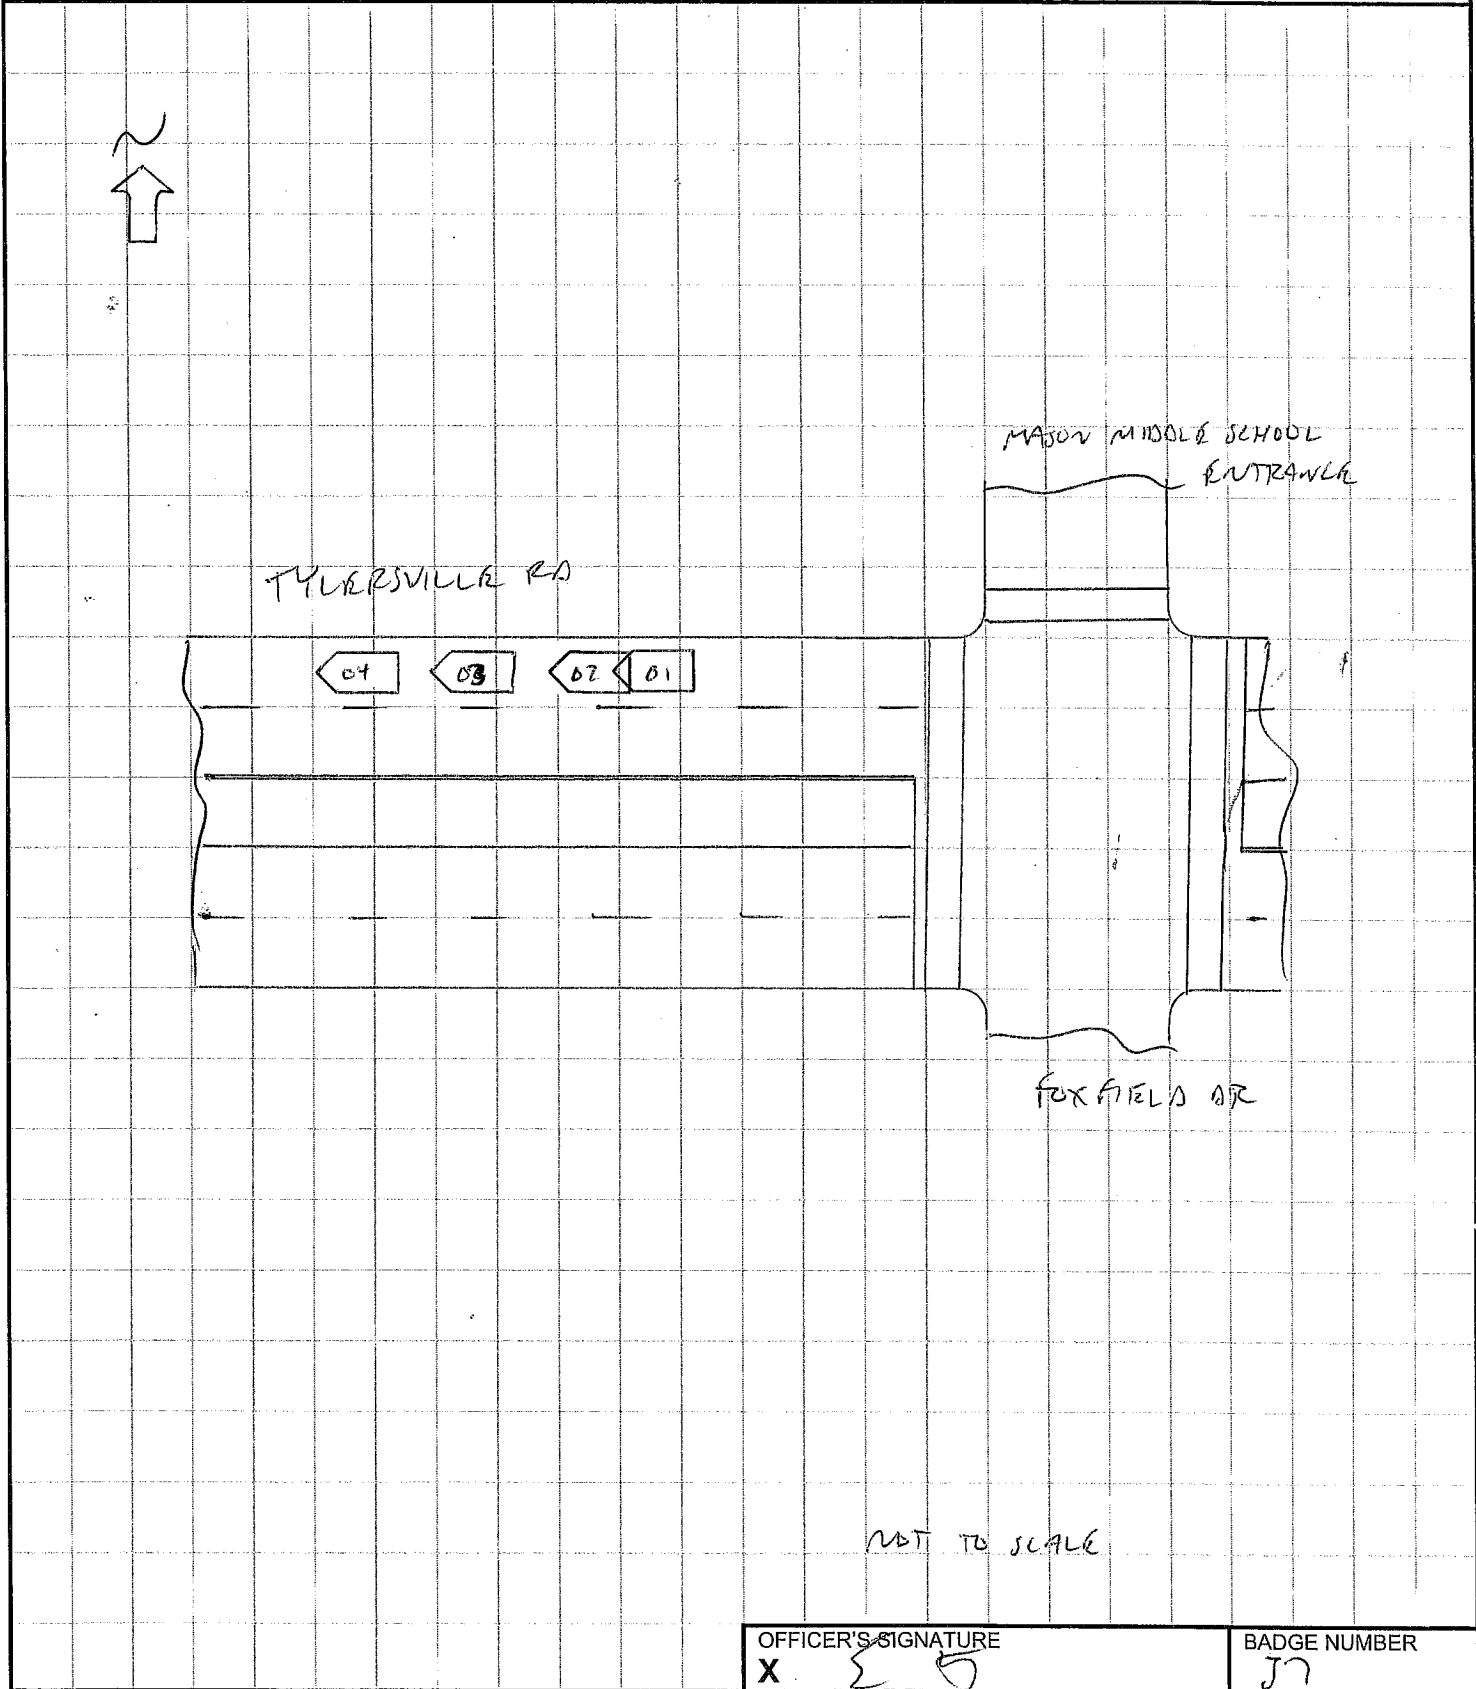 N
MASON MIDDLE SCHOOL
ENTRANCE
TYLERSVILLE RD
04 03 02 01
FOXFIELD DR
NOT TO SCALE
OFFICER'S SIGNATURE
BADGE NUMBER
X